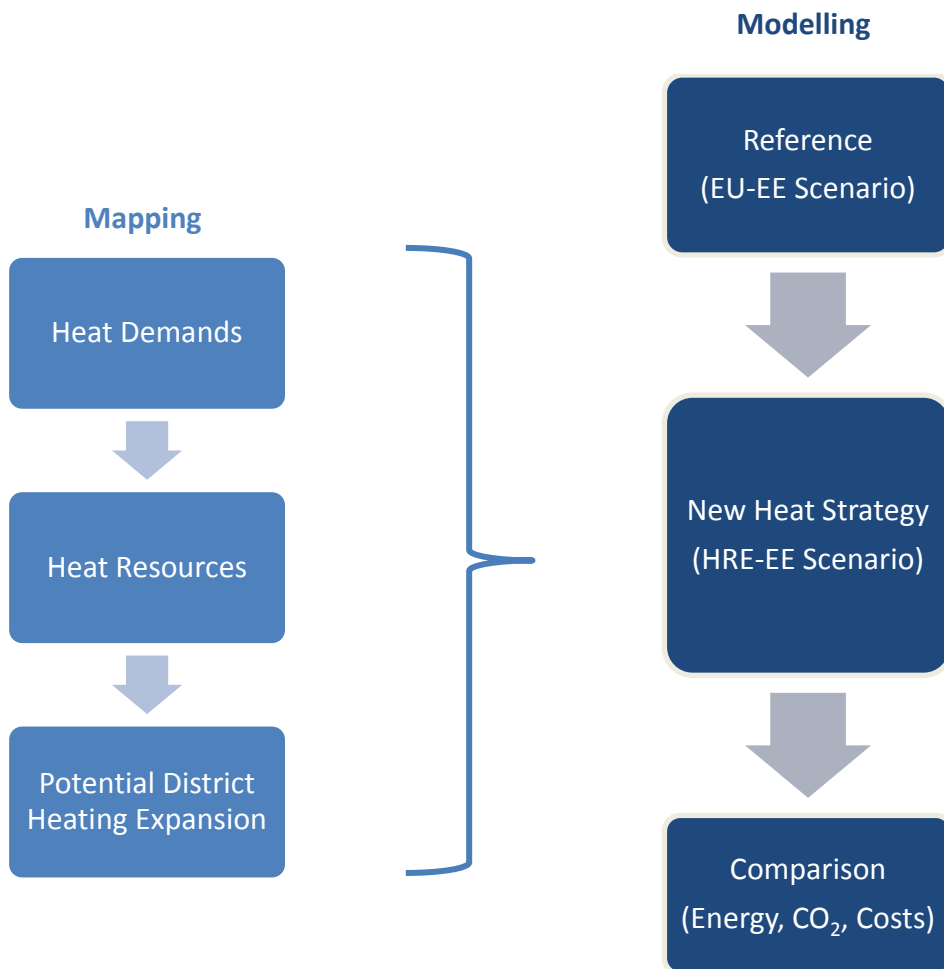 Mapping
Heat Demands
Heat Resources
Potential District
Heating Expansion
Modelling
Reference
(EU-EE Scenario)
New Heat Strategy
(HRE-EE Scenario)
Comparison
(Energy, CO₂, Costs)